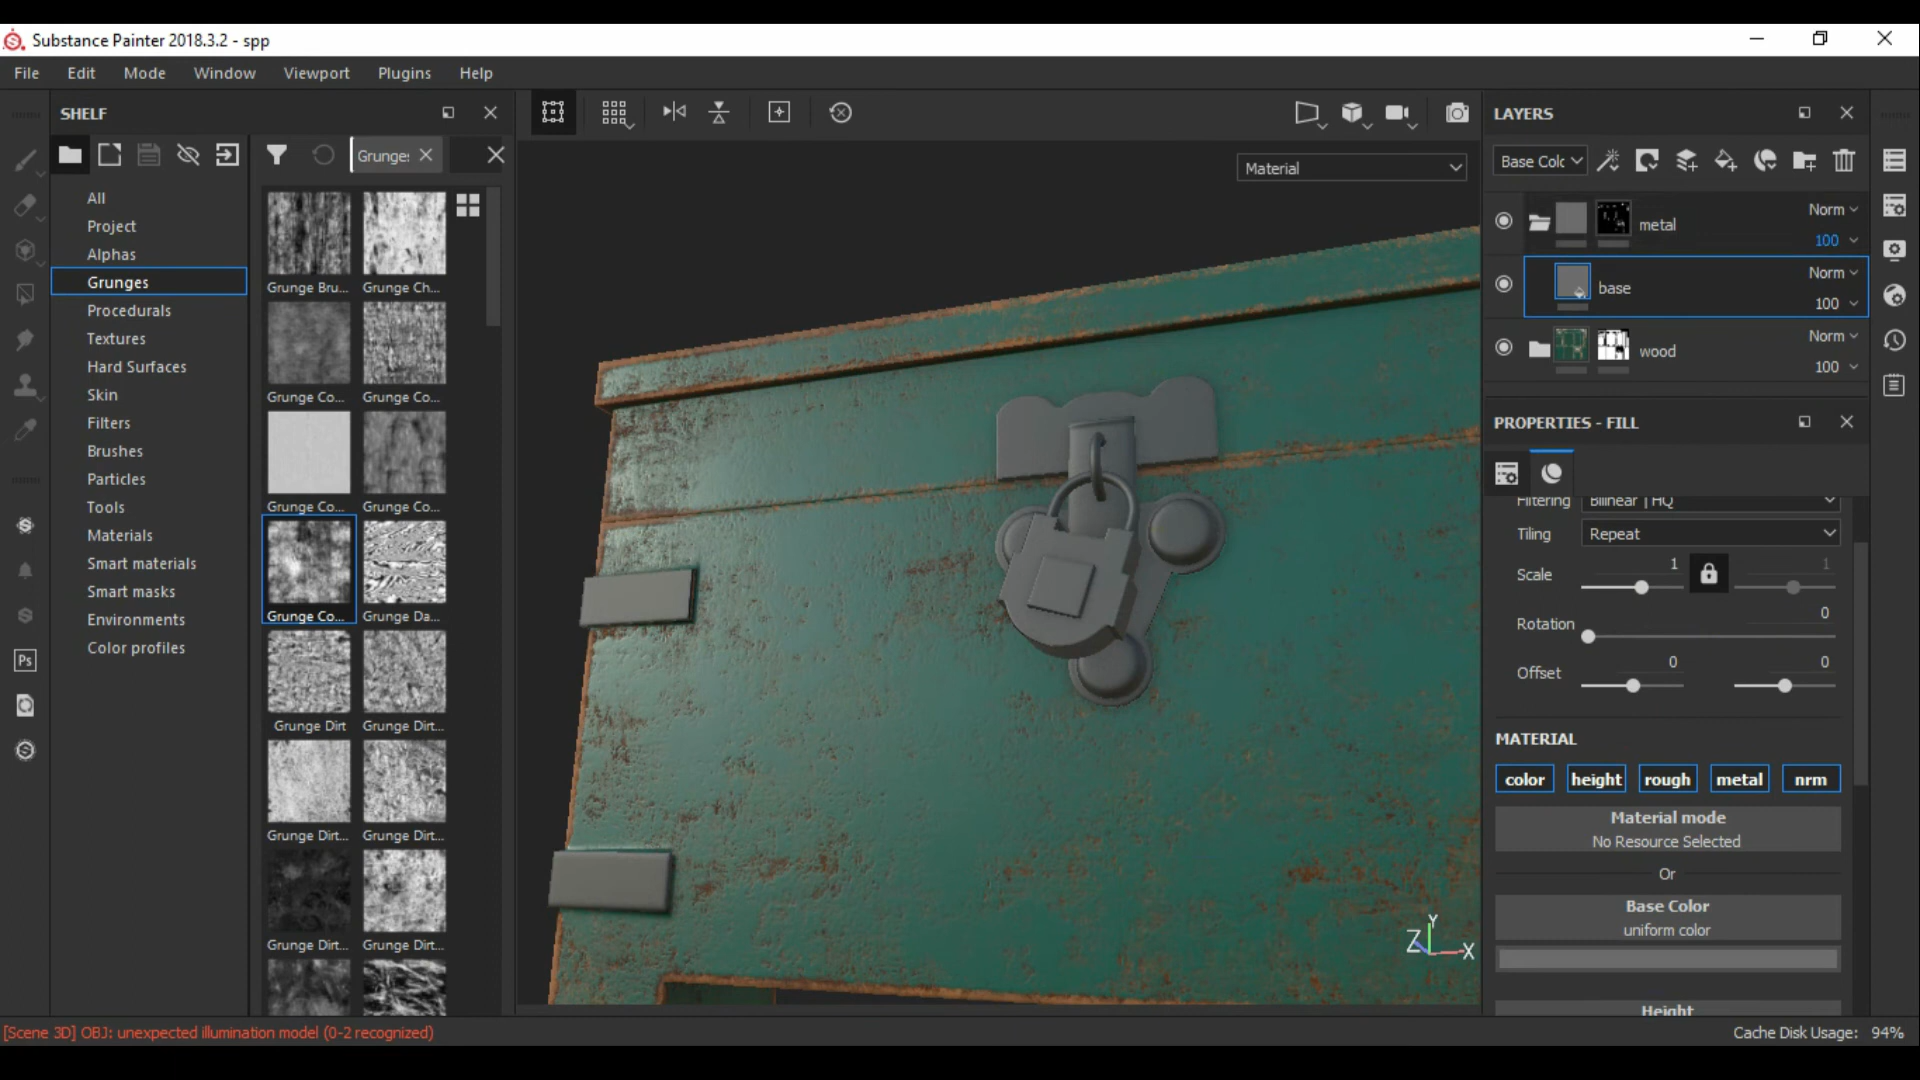 Substance Painter 2018.3.2 - spp
File Edit Mode Window Viewport Plugins Help
SHELF
Grunges
All
Project
Alphas
Grunges
Procedurals
Textures
Hard Surfaces
Skin
Filters
Brushes
Particles
Tools
Materials
Smart materials
Smart masks
Environments
Color profiles
Grunge Bru... Grunge Ch...
Grunge Co... Grunge Co...
Grunge Co... Grunge Co...
Grunge Co... Grunge Da...
Grunge Dirt Grunge Dirt...
Grunge Dirt... Grunge Dirt...
Grunge Dirt... Grunge Dirt...
Ps
Material
Y
Z X
LAYERS
Base Colc
metal Norm 100
base Norm 100
wood Norm 100
PROPERTIES - FILL
Filtering Bilinear | HQ
Tiling Repeat
Scale 1 1
Rotation 0
Offset 0 0
MATERIAL
color height rough metal nrm
Material mode
No Resource Selected
Or
Base Color
uniform color
Height
[Scene 3D] OBJ: unexpected illumination model (0-2 recognized)
Cache Disk Usage: 94%